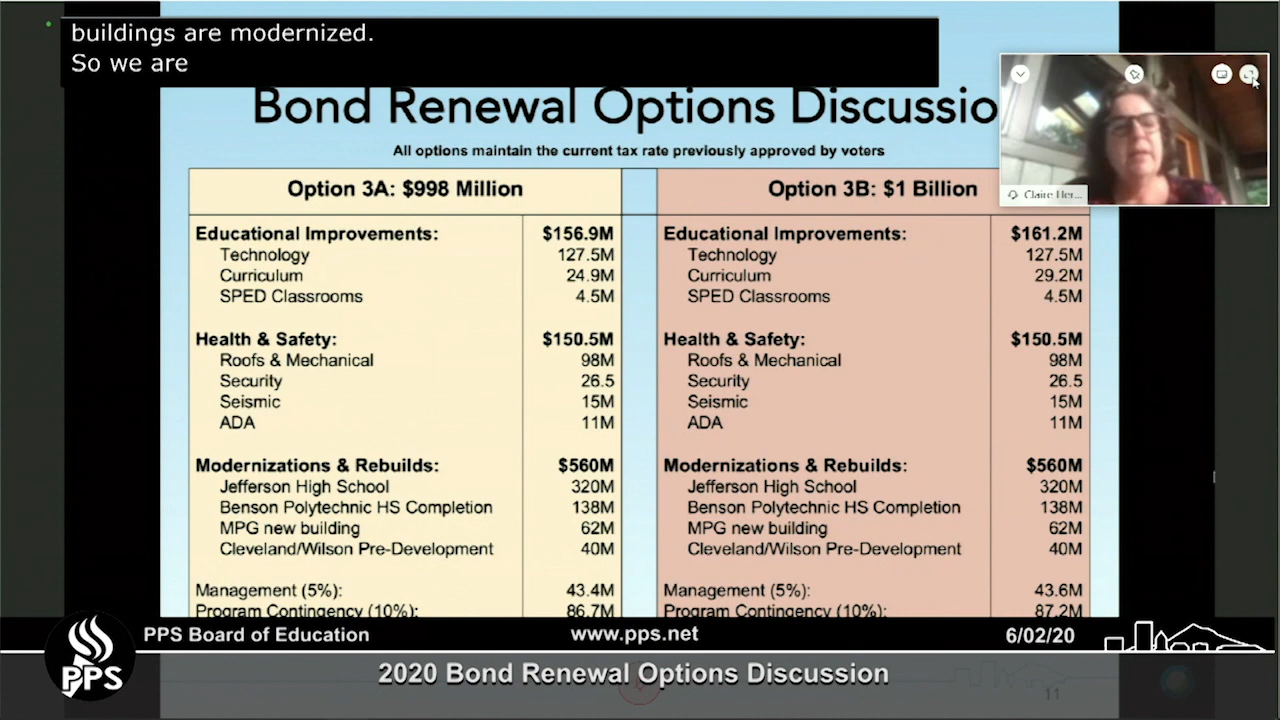 buildings are modernized.
So we are
Bond Renewal Options Discussio
All options maintain the current tax rate previously approved by voters
Option 3A: $998 Million
Educational Improvements: $156.9M
Technology 127.5M
Curriculum 24.9M
SPED Classrooms 4.5M
Health & Safety: $150.5M
Roofs & Mechanical 98M
Security 26.5
Seismic 15M
ADA 11M
Modernizations & Rebuilds: $560M
Jefferson High School 320M
Benson Polytechnic HS Completion 138M
MPG new building 62M
Cleveland/Wilson Pre-Development 40M
Management (5%): 43.4M
Program Contingency (10%): 86.7M
Option 3B: $1 Billion
Educational Improvements: $161.2M
Technology 127.5M
Curriculum 29.2M
SPED Classrooms 4.5M
Health & Safety: $150.5M
Roofs & Mechanical 98M
Security 26.5
Seismic 15M
ADA 11M
Modernizations & Rebuilds: $560M
Jefferson High School 320M
Benson Polytechnic HS Completion 138M
MPG new building 62M
Cleveland/Wilson Pre-Development 40M
Management (5%): 43.6M
Program Contingency (10%): 87.2M
Claire Her...
PPS
PPS Board of Education www.pps.net 6/02/20
2020 Bond Renewal Options Discussion
11